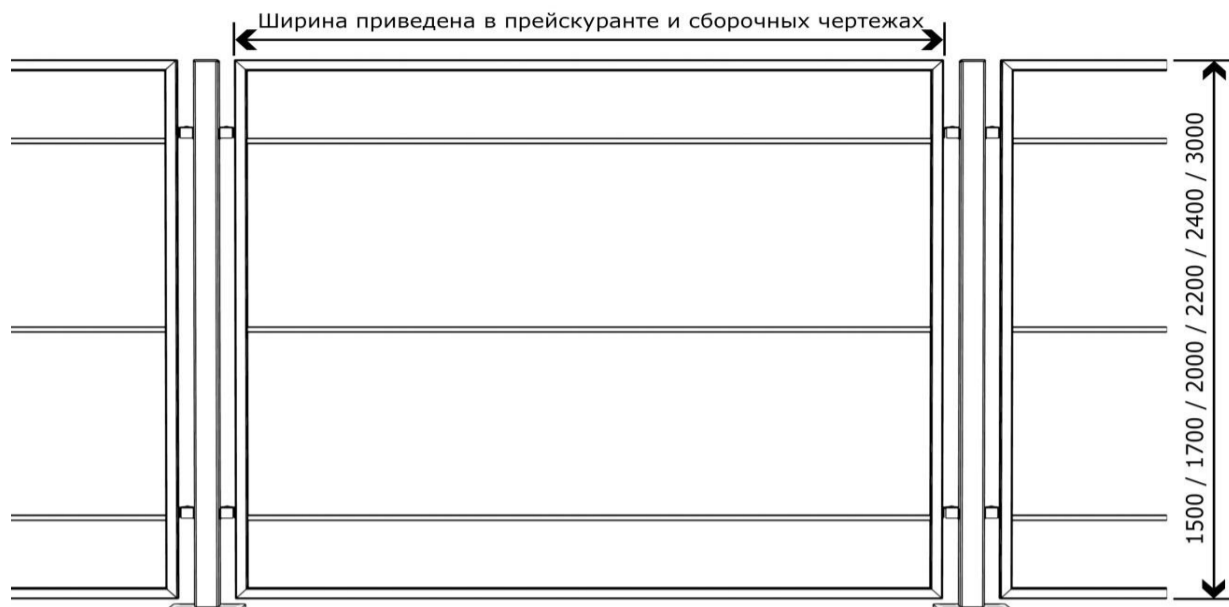 Ширина приведена в прейскуранте и сборочных чертежах
1500 / 1700 / 2000 / 2200 / 2400 / 3000